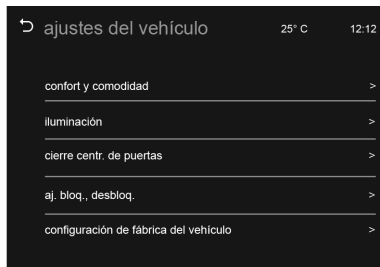 ajustes del vehículo 25° C 12:12
confort y comodidad >
iluminación >
cierre centr. de puertas >
aj. bloq., desbloq. >
configuración de fábrica del vehículo >